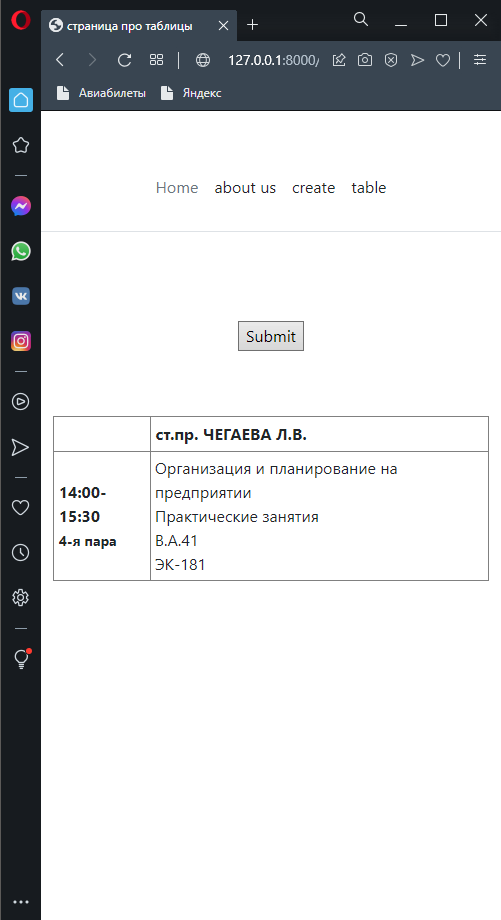 страница про таблицы
127.0.0.1:8000/
Авиабилеты Яндекс
Home about us create table
Submit
ст.пр. ЧЕГАЕВА Л.В.
14:00-
15:30
4-я пара
Организация и планирование на
предприятии
Практические занятия
В.А.41
ЭК-181